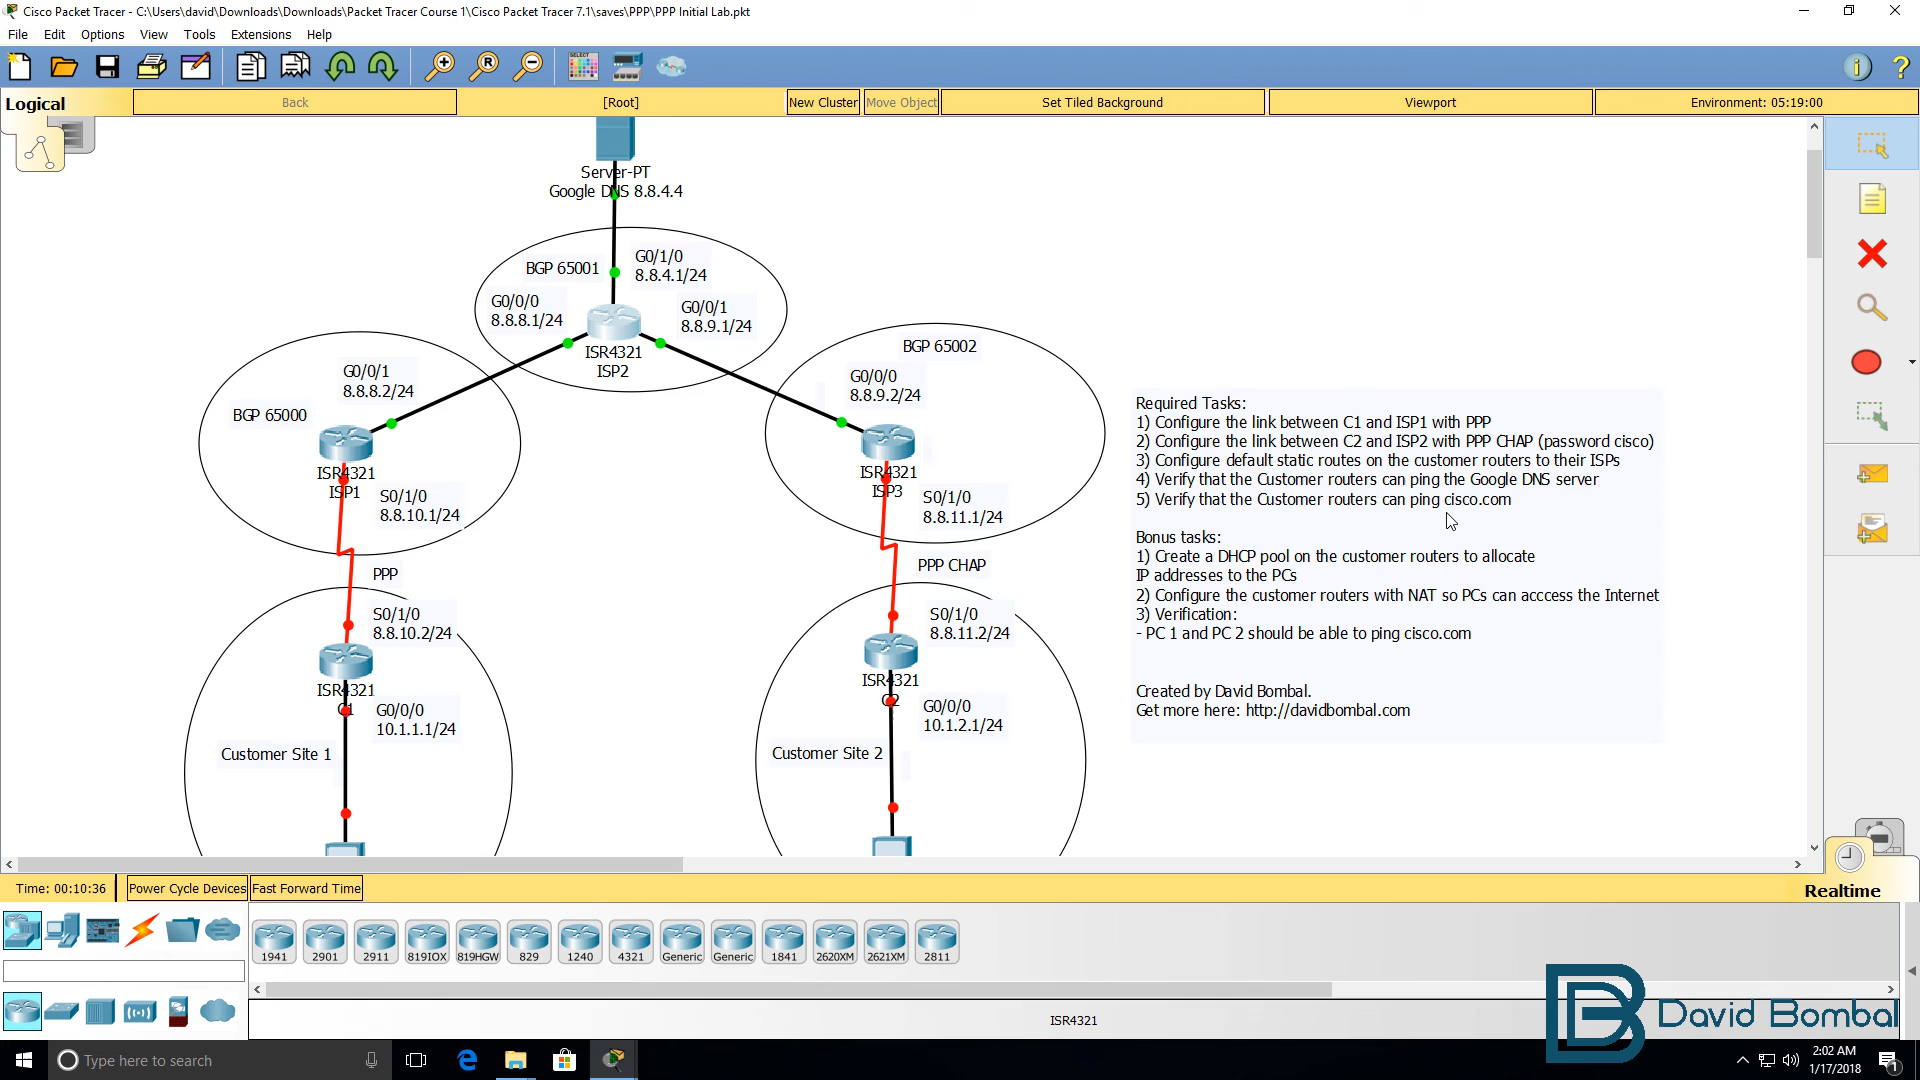 Cisco Packet Tracer - C:\Users\david\Downloads\Downloads\Packet Tracer Course 1\Cisco Packet Tracer 7.1\saves\PPP\PPP Initial Lab.pkt
File Edit Options View Tools Extensions Help
Logical
Back
[Root]
New Cluster
Move Object
Set Tiled Background
Viewport
Environment: 05:19:00
Server-PT
Google DNS 8.8.4.4
BGP 65001
G0/1/0
8.8.4.1/24
G0/0/0
8.8.8.1/24
G0/0/1
8.8.9.1/24
ISR4321
ISP2
BGP 65000
G0/0/1
8.8.8.2/24
ISR4321
ISP1
S0/1/0
8.8.10.1/24
BGP 65002
G0/0/0
8.8.9.2/24
ISR4321
ISP3
S0/1/0
8.8.11.1/24
PPP
PPP CHAP
S0/1/0
8.8.10.2/24
ISR4321
C1
G0/0/0
10.1.1.1/24
Customer Site 1
S0/1/0
8.8.11.2/24
ISR4321
C2
G0/0/0
10.1.2.1/24
Customer Site 2
Required Tasks:
1) Configure the link between C1 and ISP1 with PPP
2) Configure the link between C2 and ISP2 with PPP CHAP (password cisco)
3) Configure default static routes on the customer routers to their ISPs
4) Verify that the Customer routers can ping the Google DNS server
5) Verify that the Customer routers can ping cisco.com
Bonus tasks:
1) Create a DHCP pool on the customer routers to allocate
IP addresses to the PCs
2) Configure the customer routers with NAT so PCs can acccess the Internet
3) Verification:
- PC 1 and PC 2 should be able to ping cisco.com
Created by David Bombal.
Get more here: http://davidbombal.com
Time: 00:10:36
Power Cycle Devices
Fast Forward Time
Realtime
1941
2901
2911
819IOX
819HGW
829
1240
4321
Generic
Generic
1841
2620XM
2621XM
2811
ISR4321
David Bombal
Type here to search
2:02 AM
1/17/2018
1